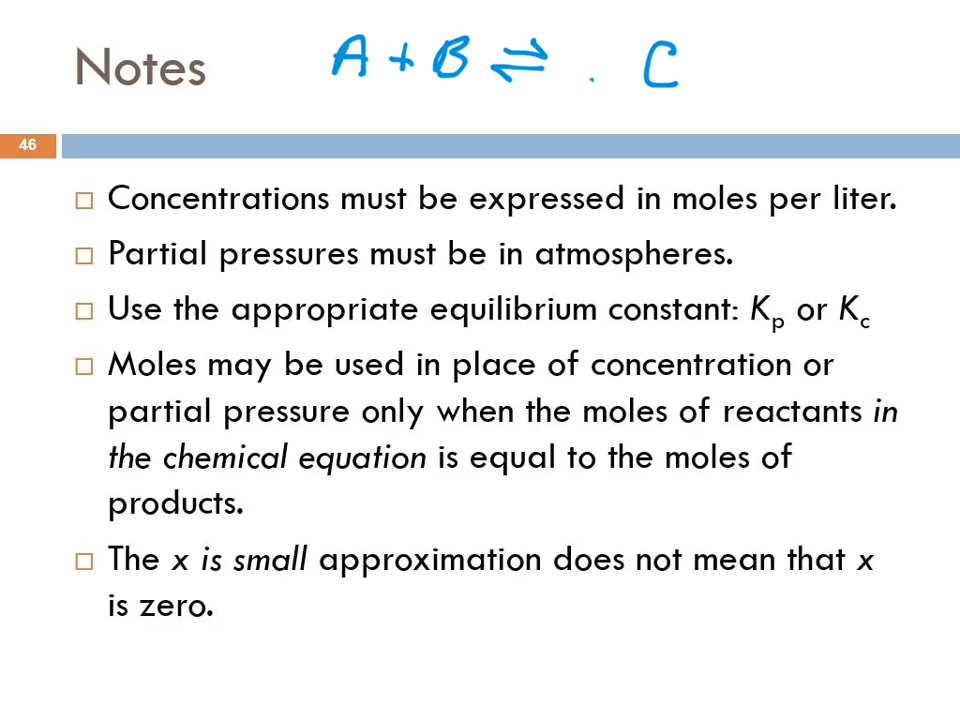 Notes
A + B ⇌ . C
46
Concentrations must be expressed in moles per liter.
Partial pressures must be in atmospheres.
Use the appropriate equilibrium constant: Kp or Kc
Moles may be used in place of concentration or
partial pressure only when the moles of reactants in
the chemical equation is equal to the moles of
products.
The x is small approximation does not mean that x
is zero.